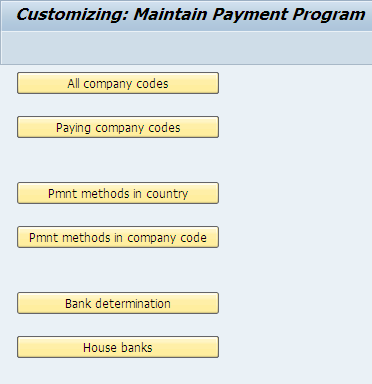 Customizing: Maintain Payment Program
All company codes
Paying company codes
Pmnt methods in country
Pmnt methods in company code
Bank determination
House banks